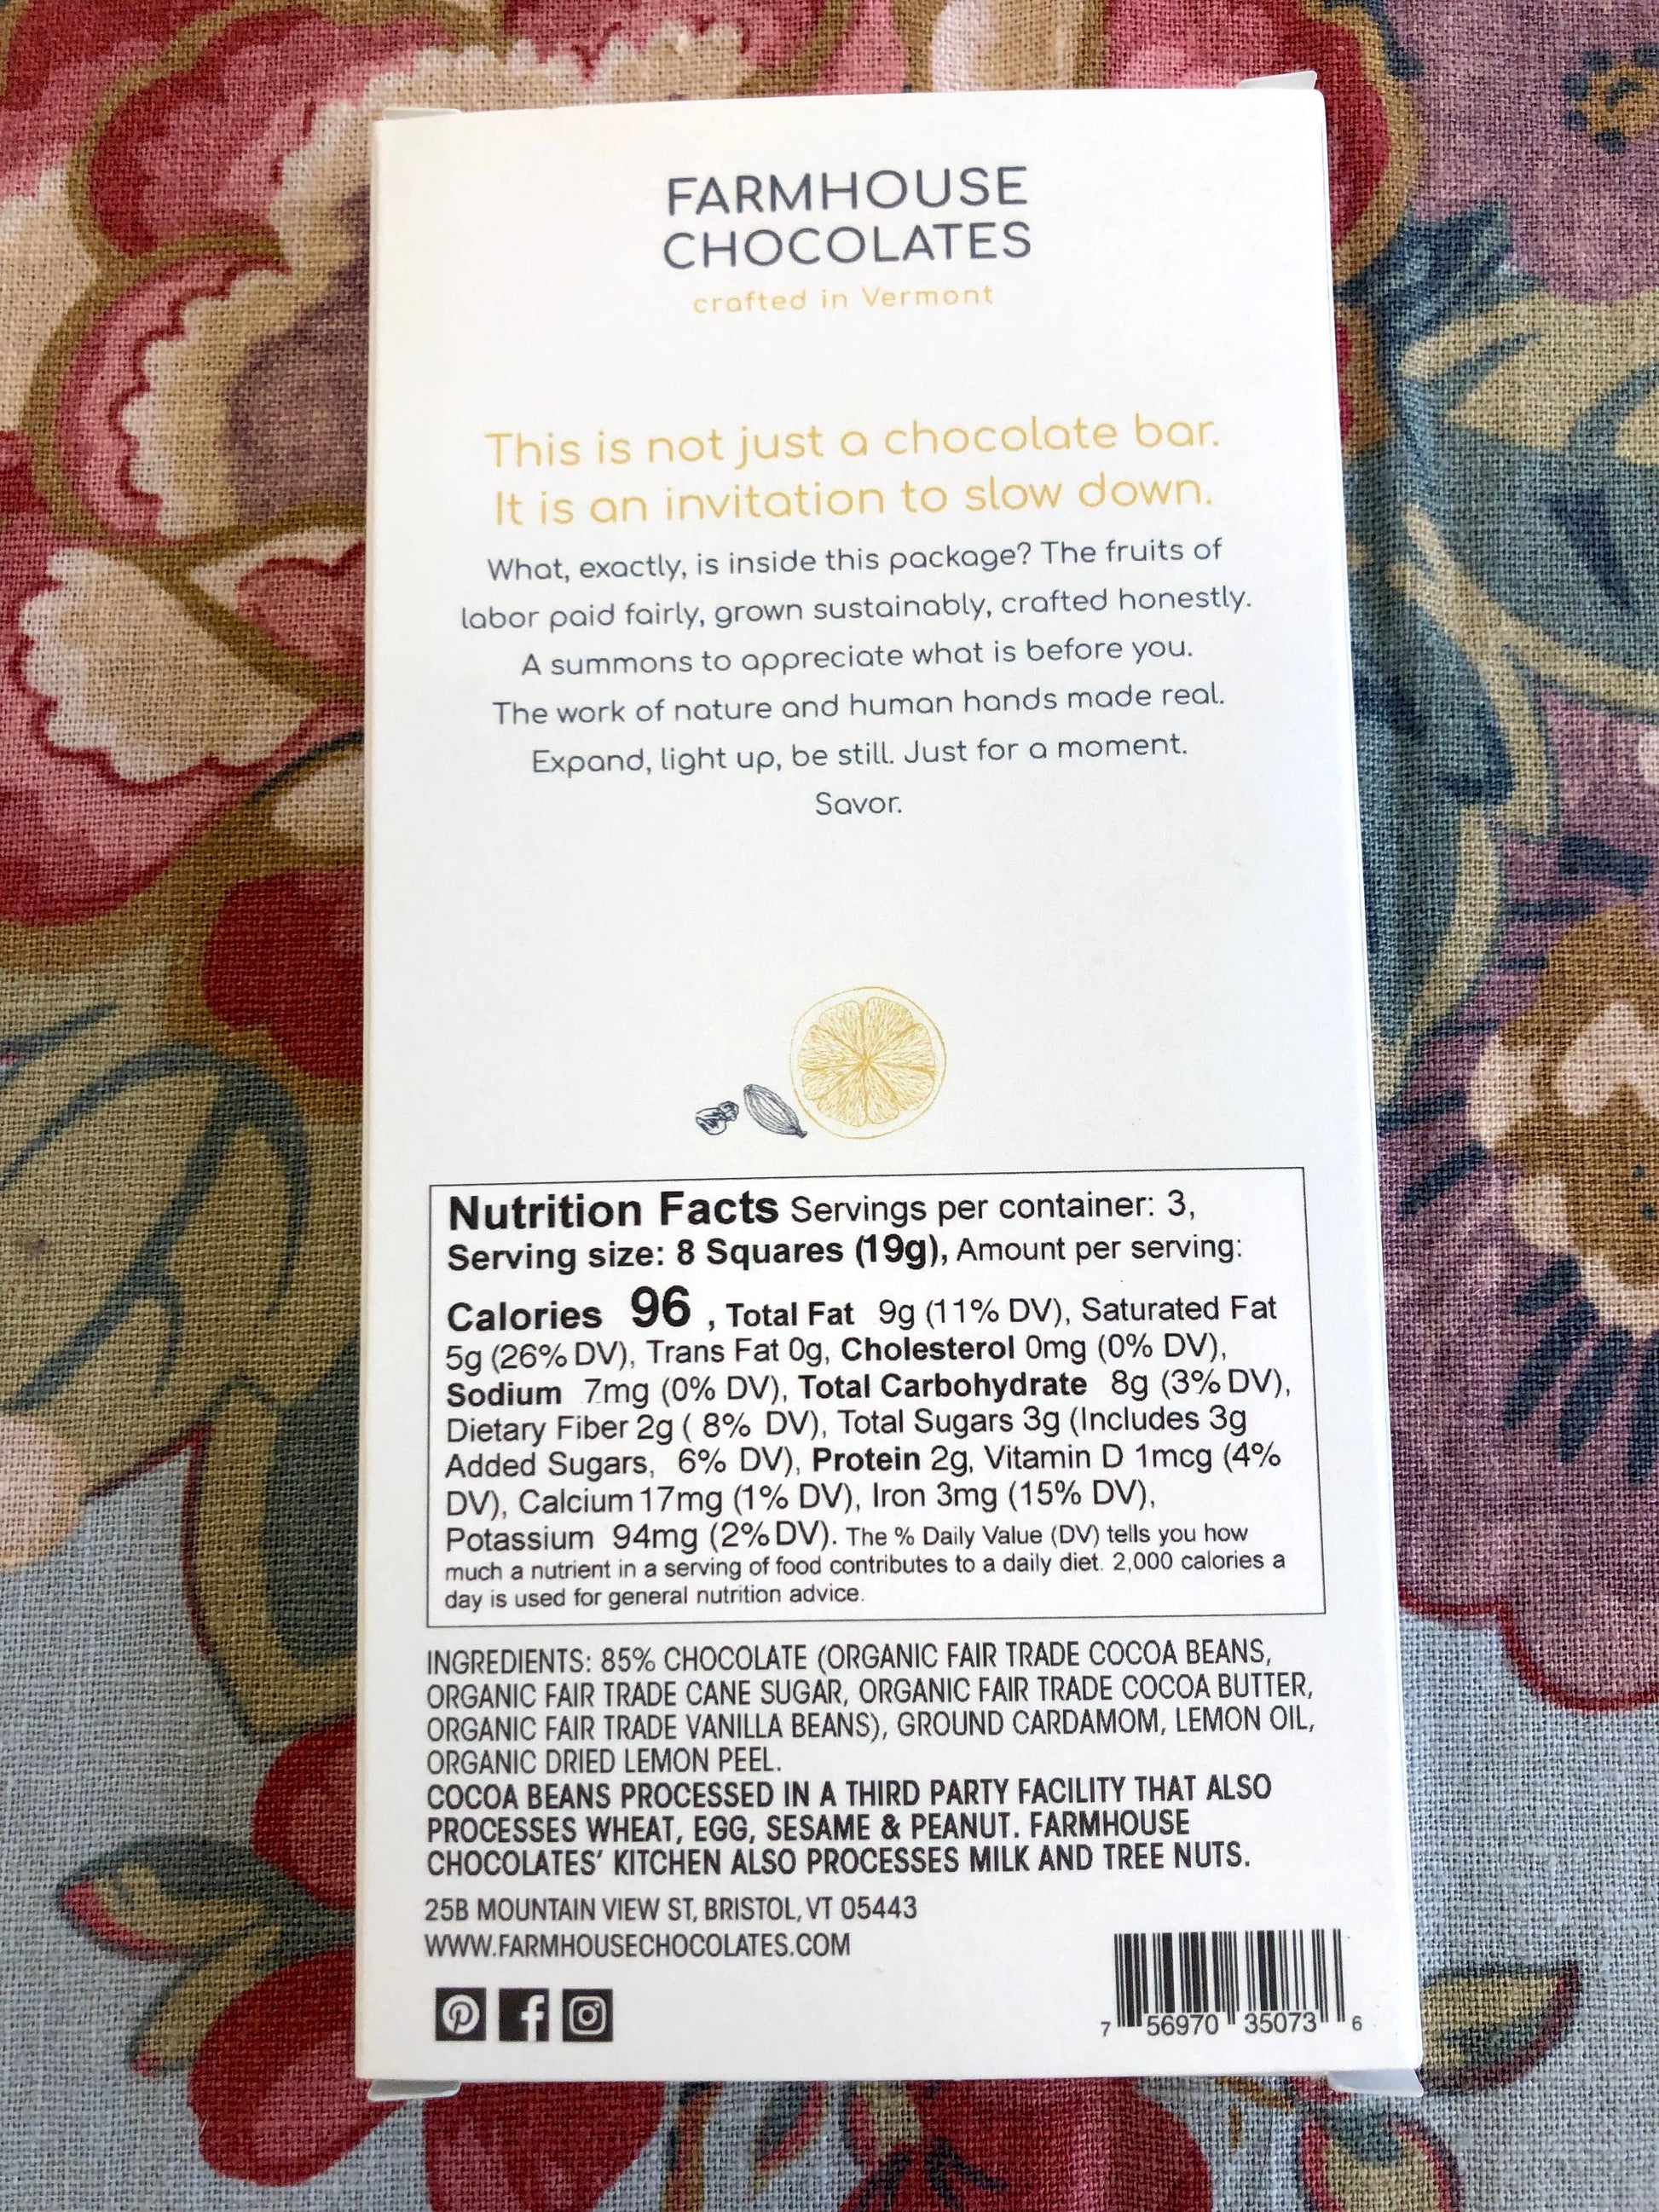 FARMHOUSE
CHOCOLATES
crafted in Vermont
This is not just a chocolate bar.
It is an invitation to slow down.
What, exactly, is inside this package? The fruits of
labor paid fairly, grown sustainably, crafted honestly.
A summons to appreciate what is before you.
The work of nature and human hands made real.
Expand, light up, be still. Just for a moment.
Savor.
Nutrition Facts Servings per container: 3,
Serving size: 8 Squares (19g), Amount per serving:
Calories 96 , Total Fat 9g (11% DV), Saturated Fat
5g (26% DV), Trans Fat 0g, Cholesterol 0mg (0% DV),
Sodium 7mg (0% DV), Total Carbohydrate 8g (3% DV),
Dietary Fiber 2g ( 8% DV), Total Sugars 3g (Includes 3g
Added Sugars, 6% DV), Protein 2g, Vitamin D 1mcg (4%
DV), Calcium 17mg (1% DV), Iron 3mg (15% DV),
Potassium 94mg (2% DV). The % Daily Value (DV) tells you how
much a nutrient in a serving of food contributes to a daily diet. 2,000 calories a
day is used for general nutrition advice.
INGREDIENTS: 85% CHOCOLATE (ORGANIC FAIR TRADE COCOA BEANS,
ORGANIC FAIR TRADE CANE SUGAR, ORGANIC FAIR TRADE COCOA BUTTER,
ORGANIC FAIR TRADE VANILLA BEANS), GROUND CARDAMOM, LEMON OIL,
ORGANIC DRIED LEMON PEEL.
COCOA BEANS PROCESSED IN A THIRD PARTY FACILITY THAT ALSO
PROCESSES WHEAT, EGG, SESAME & PEANUT. FARMHOUSE
CHOCOLATES' KITCHEN ALSO PROCESSES MILK AND TREE NUTS.
25B MOUNTAIN VIEW ST, BRISTOL, VT 05443
WWW.FARMHOUSECHOCOLATES.COM
7 56970 35073 6